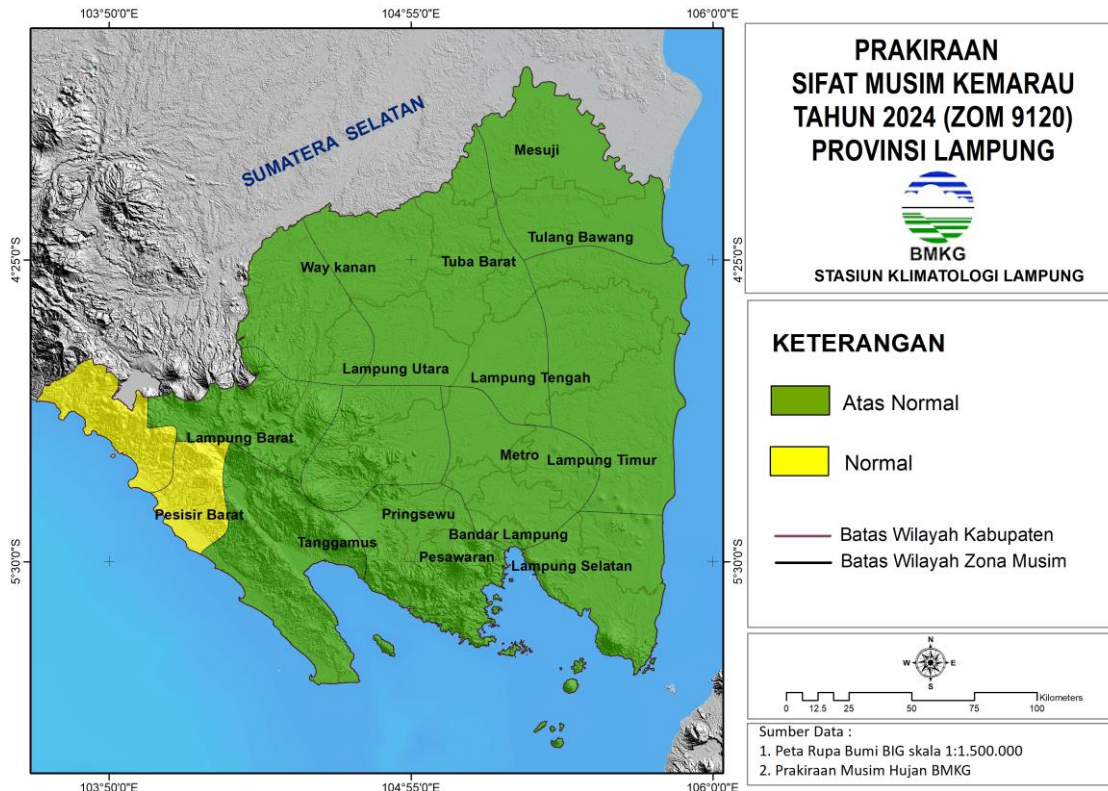 103°50'0"E
104°55'0"E
106°0'0"E
4°25'0"S
5°30'0"S
SUMATERA SELATAN
Mesuji
Tulang Bawang
Way kanan
Tuba Barat
Lampung Utara
Lampung Tengah
Lampung Barat
Metro
Lampung Timur
Pesisir Barat
Pringsewu
Tanggamus
Bandar Lampung
Pesawaran
Lampung Selatan
4°25'0"S
5°30'0"S
103°50'0"E
104°55'0"E
106°0'0"E
PRAKIRAAN
SIFAT MUSIM KEMARAU
TAHUN 2024 (ZOM 9120)
PROVINSI LAMPUNG
BMKG
STASIUN KLIMATOLOGI LAMPUNG
KETERANGAN
Atas Normal
Normal
Batas Wilayah Kabupaten
Batas Wilayah Zona Musim
N
W
E
S
Kilometers
0 12.5 25 50 75 100
Sumber Data :
1. Peta Rupa Bumi BIG skala 1:1.500.000
2. Prakiraan Musim Hujan BMKG